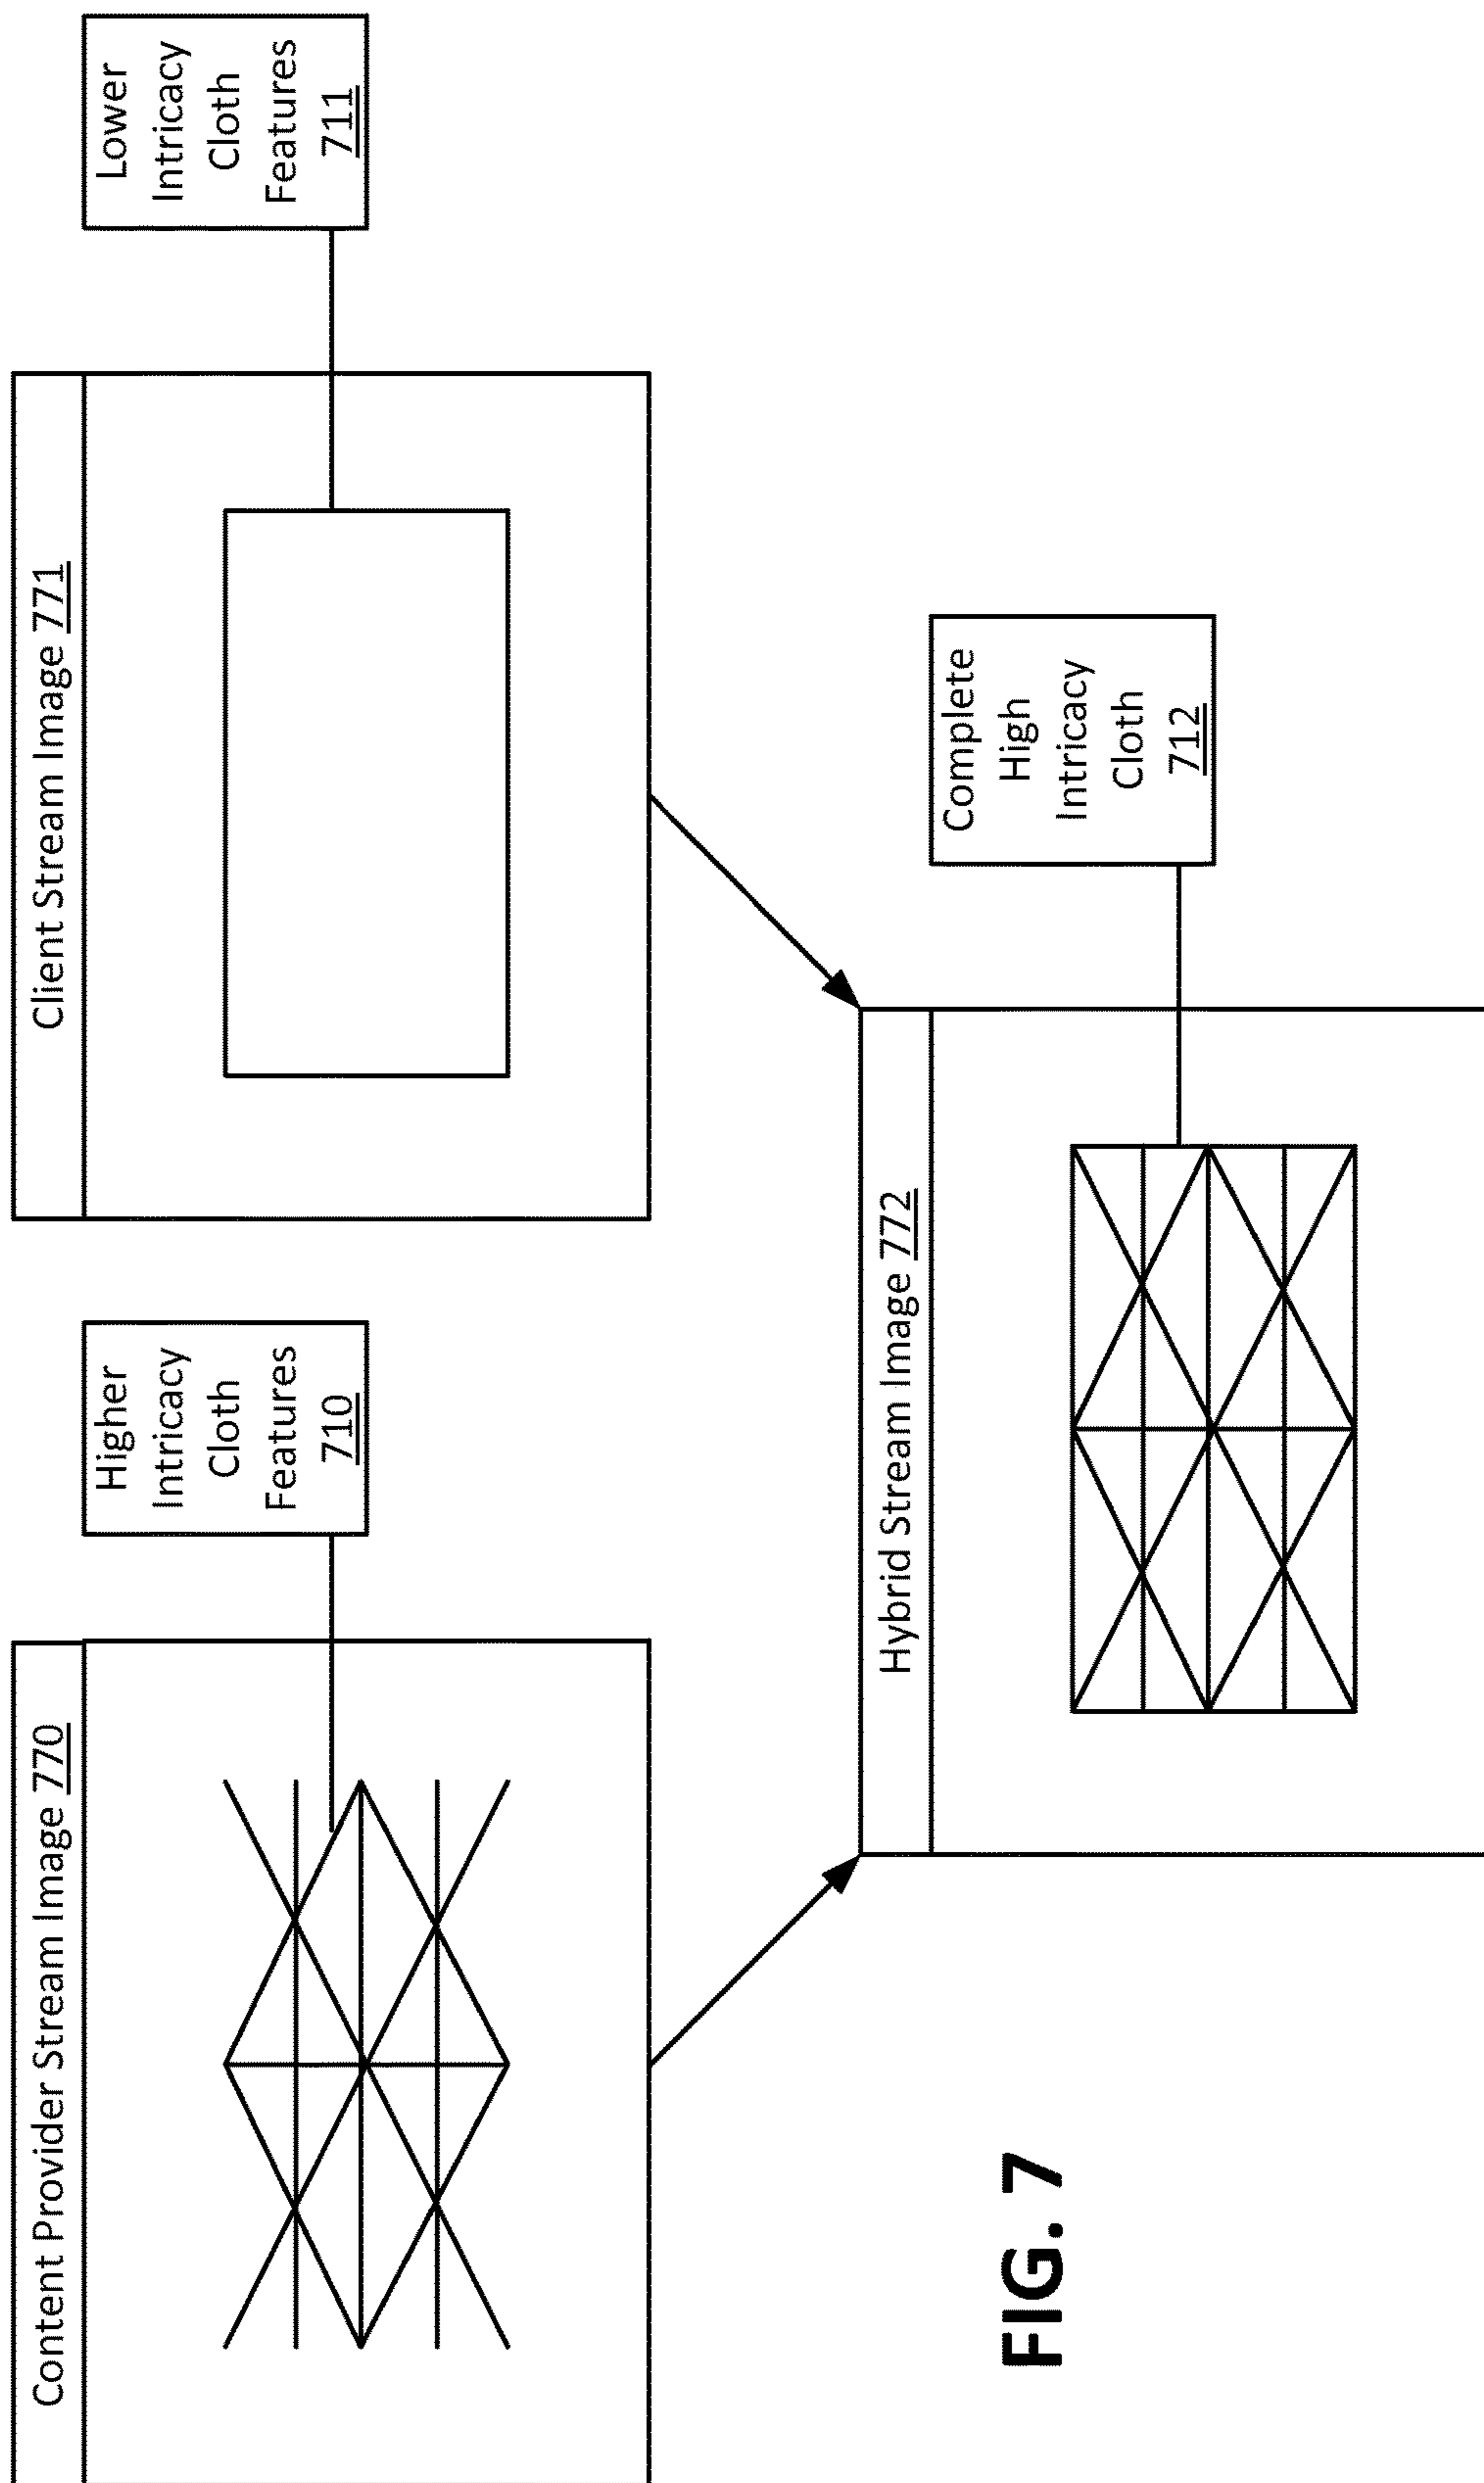 Content Provider Stream Image 770
Higher
Intricacy
Cloth
Features
710
Client Stream Image 771
Lower
Intricacy
Cloth
Features
711
Hybrid Stream Image 772
Complete
High
Intricacy
Cloth
712
FIG. 7